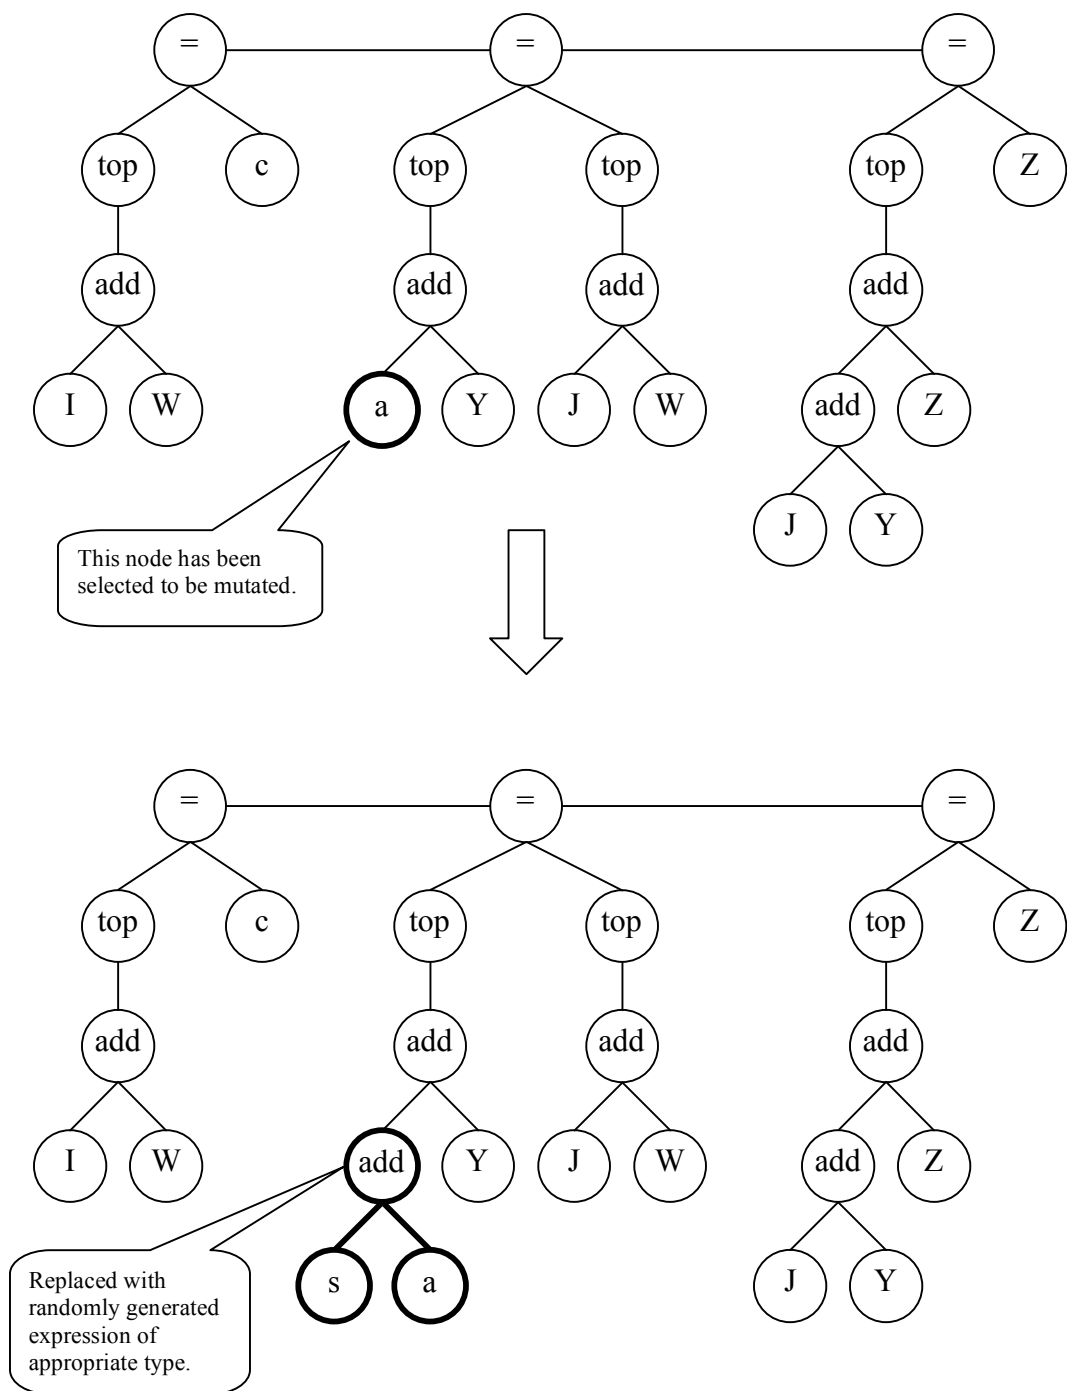 = = =
top c top top Z
add add add add
I W a Y J W add Z
J Y
This node has been
selected to be mutated.
= = =
top c top top top Z
add add add add
I W add Y J W add Z
s a J Y
Replaced with
randomly generated
expression of
appropriate type.